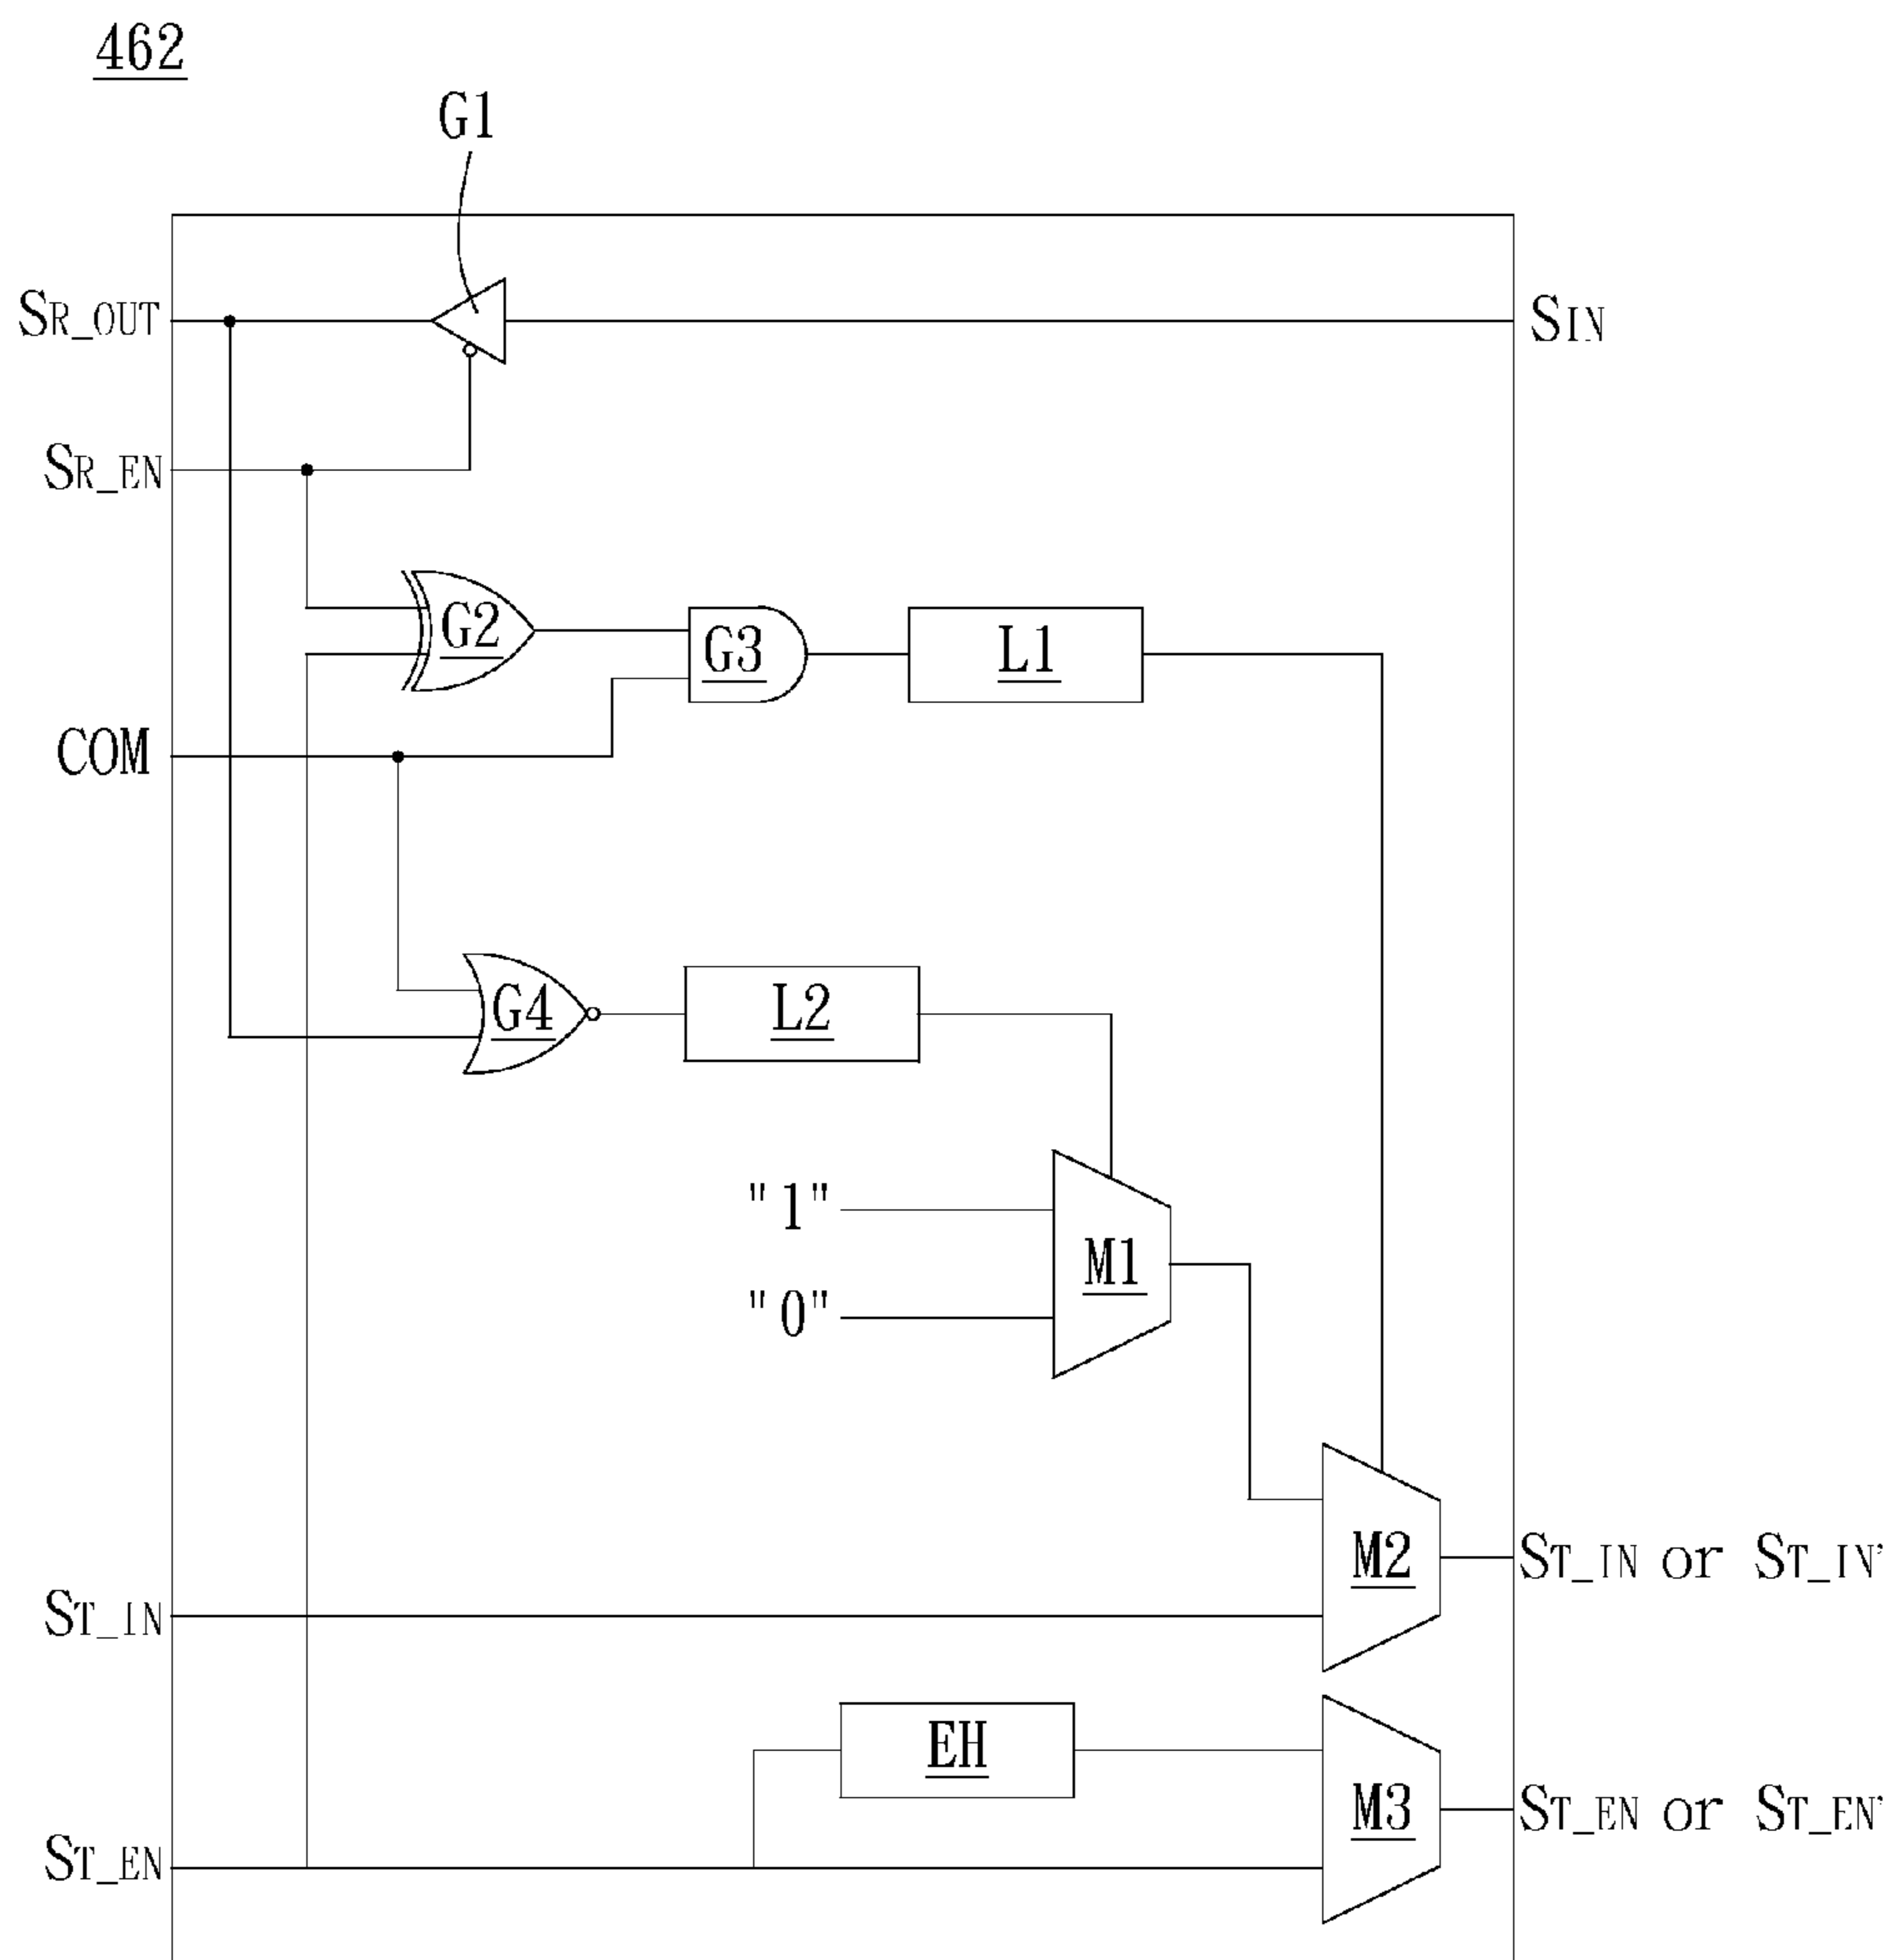 462
G1
SR_OUT
SIN
SR_EN
G2
G3
L1
COM
G4
L2
"1"
M1
"0"
M2
ST_IN or ST_IN'
ST_IN
EH
M3
ST_EN or ST_EN'
ST_EN